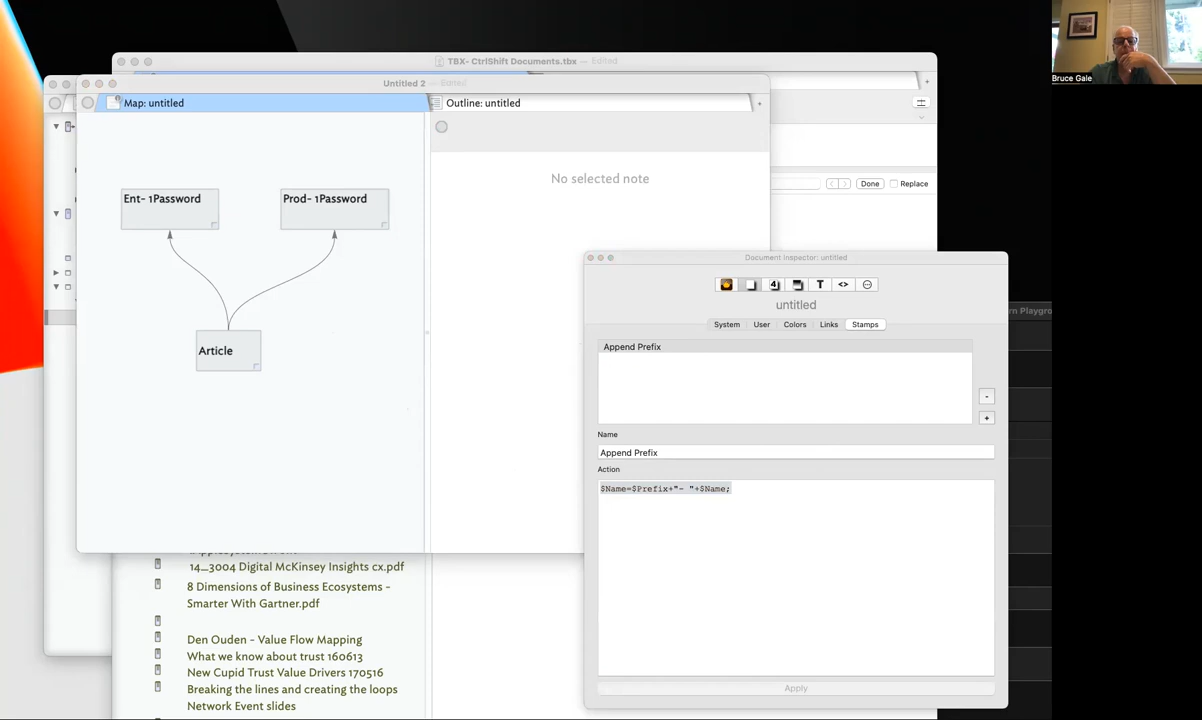 TBX- CtrlShift Documents.tbx — Edited
Untitled 2 — Edited
Map: untitled
Outline: untitled
+
+
No selected note
Done
Replace
Ent- 1Password
Prod- 1Password
Article
Document Inspector: untitled
4
T
<>
untitled
System
User
Colors
Links
Stamps
Append Prefix
-
+
Name
Append Prefix
Action
$Name=$Prefix+"- "+$Name;
Apply
14_3004 Digital McKinsey Insights cx.pdf
8 Dimensions of Business Ecosystems -
Smarter With Gartner.pdf
Den Ouden - Value Flow Mapping
What we know about trust 160613
New Cupid Trust Value Drivers 170516
Breaking the lines and creating the loops
Network Event slides
Bruce Gale